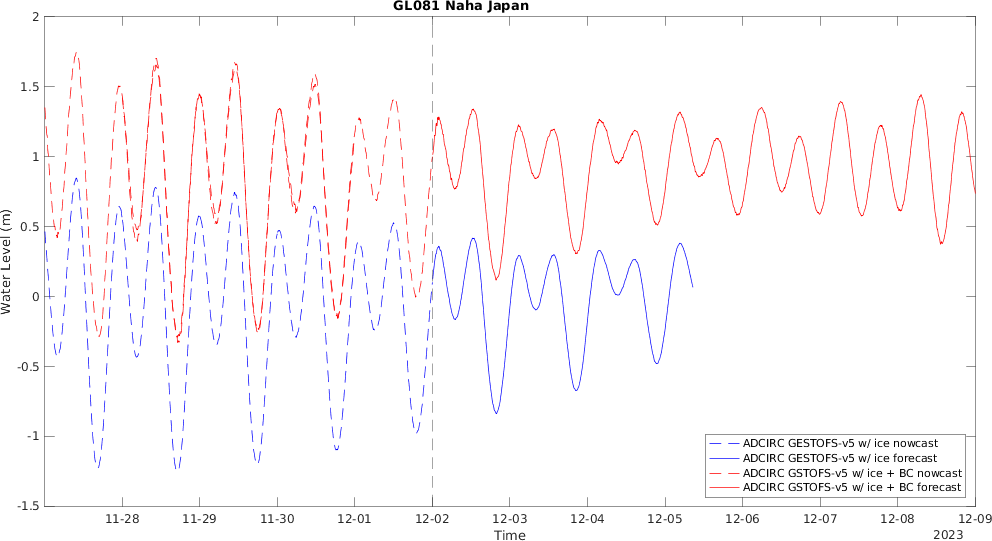 GL081 Naha Japan
2
1.5
1
0.5
0
-0.5
-1
-1.5
Water Level (m)
ADCIRC GESTOFS-v5 w/ ice nowcast
ADCIRC GESTOFS-v5 w/ ice forecast
ADCIRC GSTOFS-v5 w/ ice + BC nowcast
ADCIRC GSTOFS-v5 w/ ice + BC forecast
11-28 11-29 11-30 12-01 12-02 12-03 12-04 12-05 12-06 12-07 12-08 12-09
Time
2023